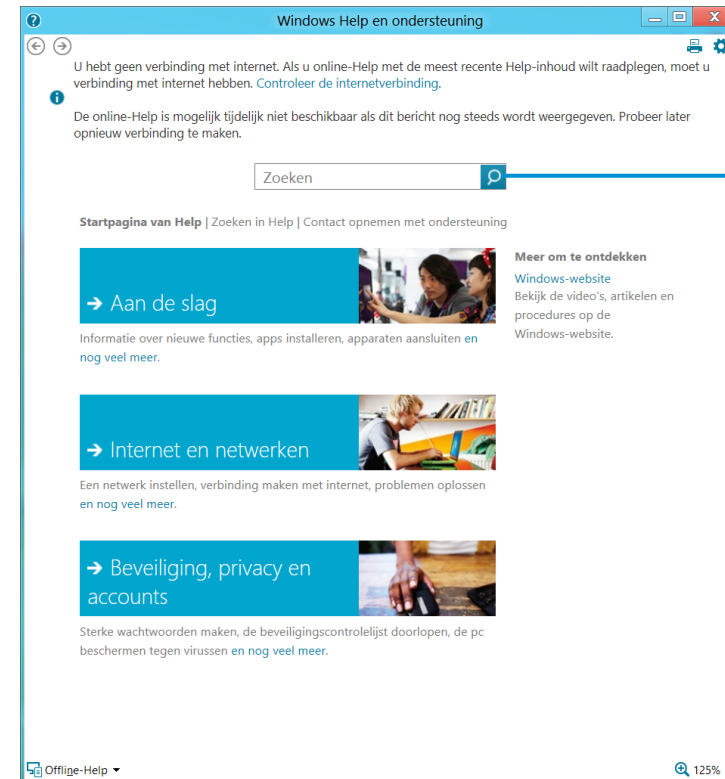 Windows Help en ondersteuning
U hebt geen verbinding met internet. Als u online-Help met de meest recente Help-inhoud wilt raadplegen, moet u
verbinding met internet hebben. Controleer de internetverbinding.
De online-Help is mogelijk tijdelijk niet beschikbaar als dit bericht nog steeds wordt weergegeven. Probeer later
opnieuw verbinding te maken.
Zoeken
Startpagina van Help | Zoeken in Help | Contact opnemen met ondersteuning
Aan de slag
Informatie over nieuwe functies, apps installeren, apparaten aansluiten en
nog veel meer.
Meer om te ontdekken
Windows-website
Bekijk de video's, artikelen en
procedures op de
Windows-website.
Internet en netwerken
Een netwerk instellen, verbinding maken met internet, problemen oplossen
en nog veel meer.
Beveiliging, privacy en
accounts
Sterke wachtwoorden maken, de beveiligingscontrolelijst doorlopen, de pc
beschermen tegen virussen en nog veel meer.
Offline-Help
125%